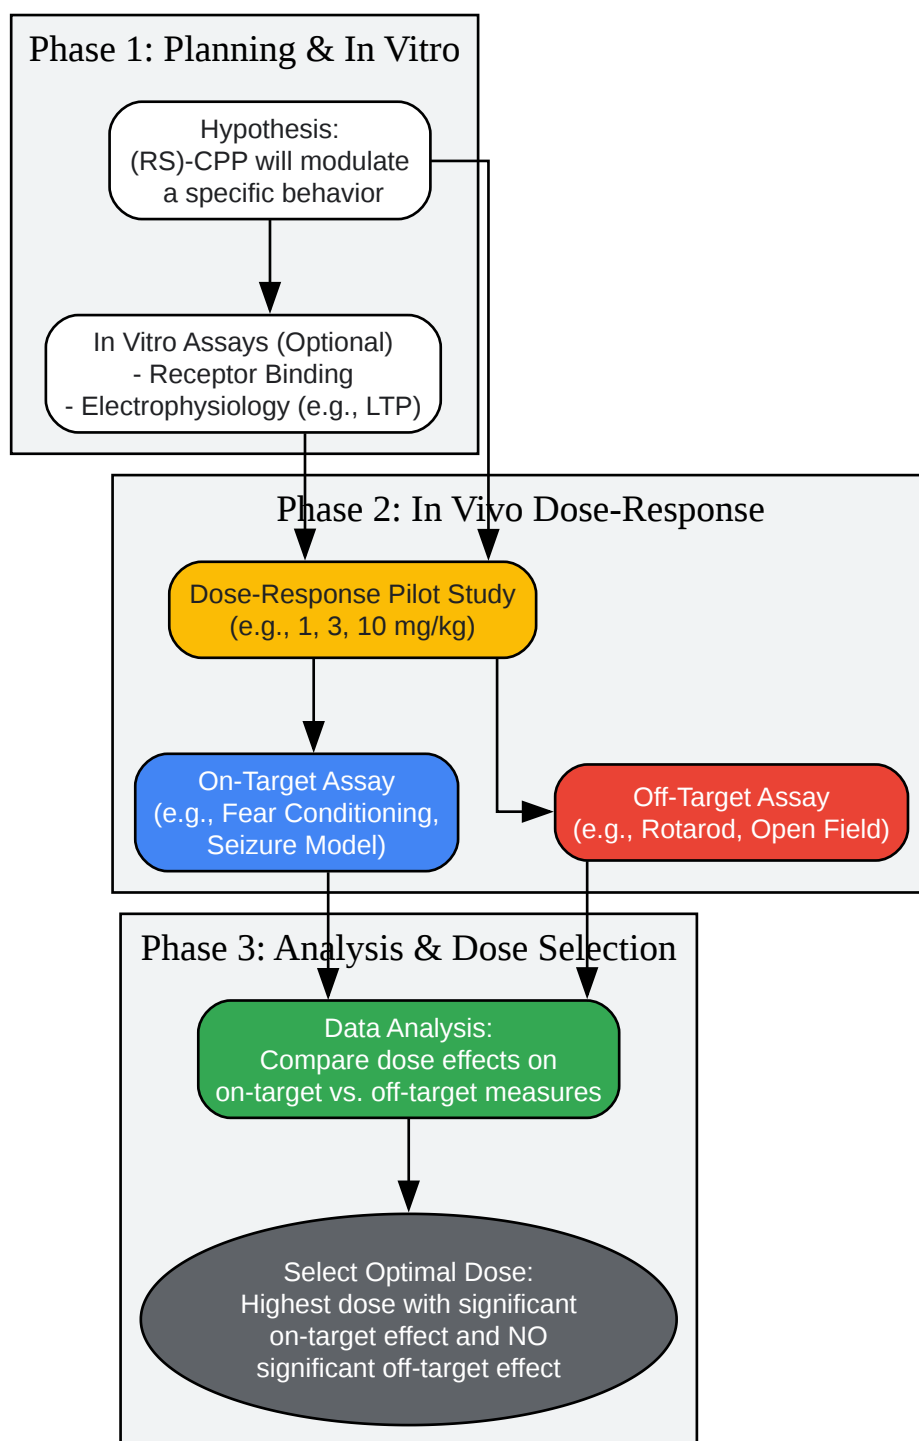 Phase 1: Planning & In Vitro
Hypothesis:
(RS)-CPP will modulate
a specific behavior
In Vitro Assays (Optional)
- Receptor Binding
- Electrophysiology (e.g., LTP)
Phase 2: In Vivo Dose-Response
Dose-Response Pilot Study
(e.g., 1, 3, 10 mg/kg)
On-Target Assay
(e.g., Fear Conditioning,
Seizure Model)
Off-Target Assay
(e.g., Rotarod, Open Field)
Phase 3: Analysis & Dose Selection
Data Analysis:
Compare dose effects on
on-target vs. off-target measures
Select Optimal Dose:
Highest dose with significant
on-target effect and NO
significant off-target effect